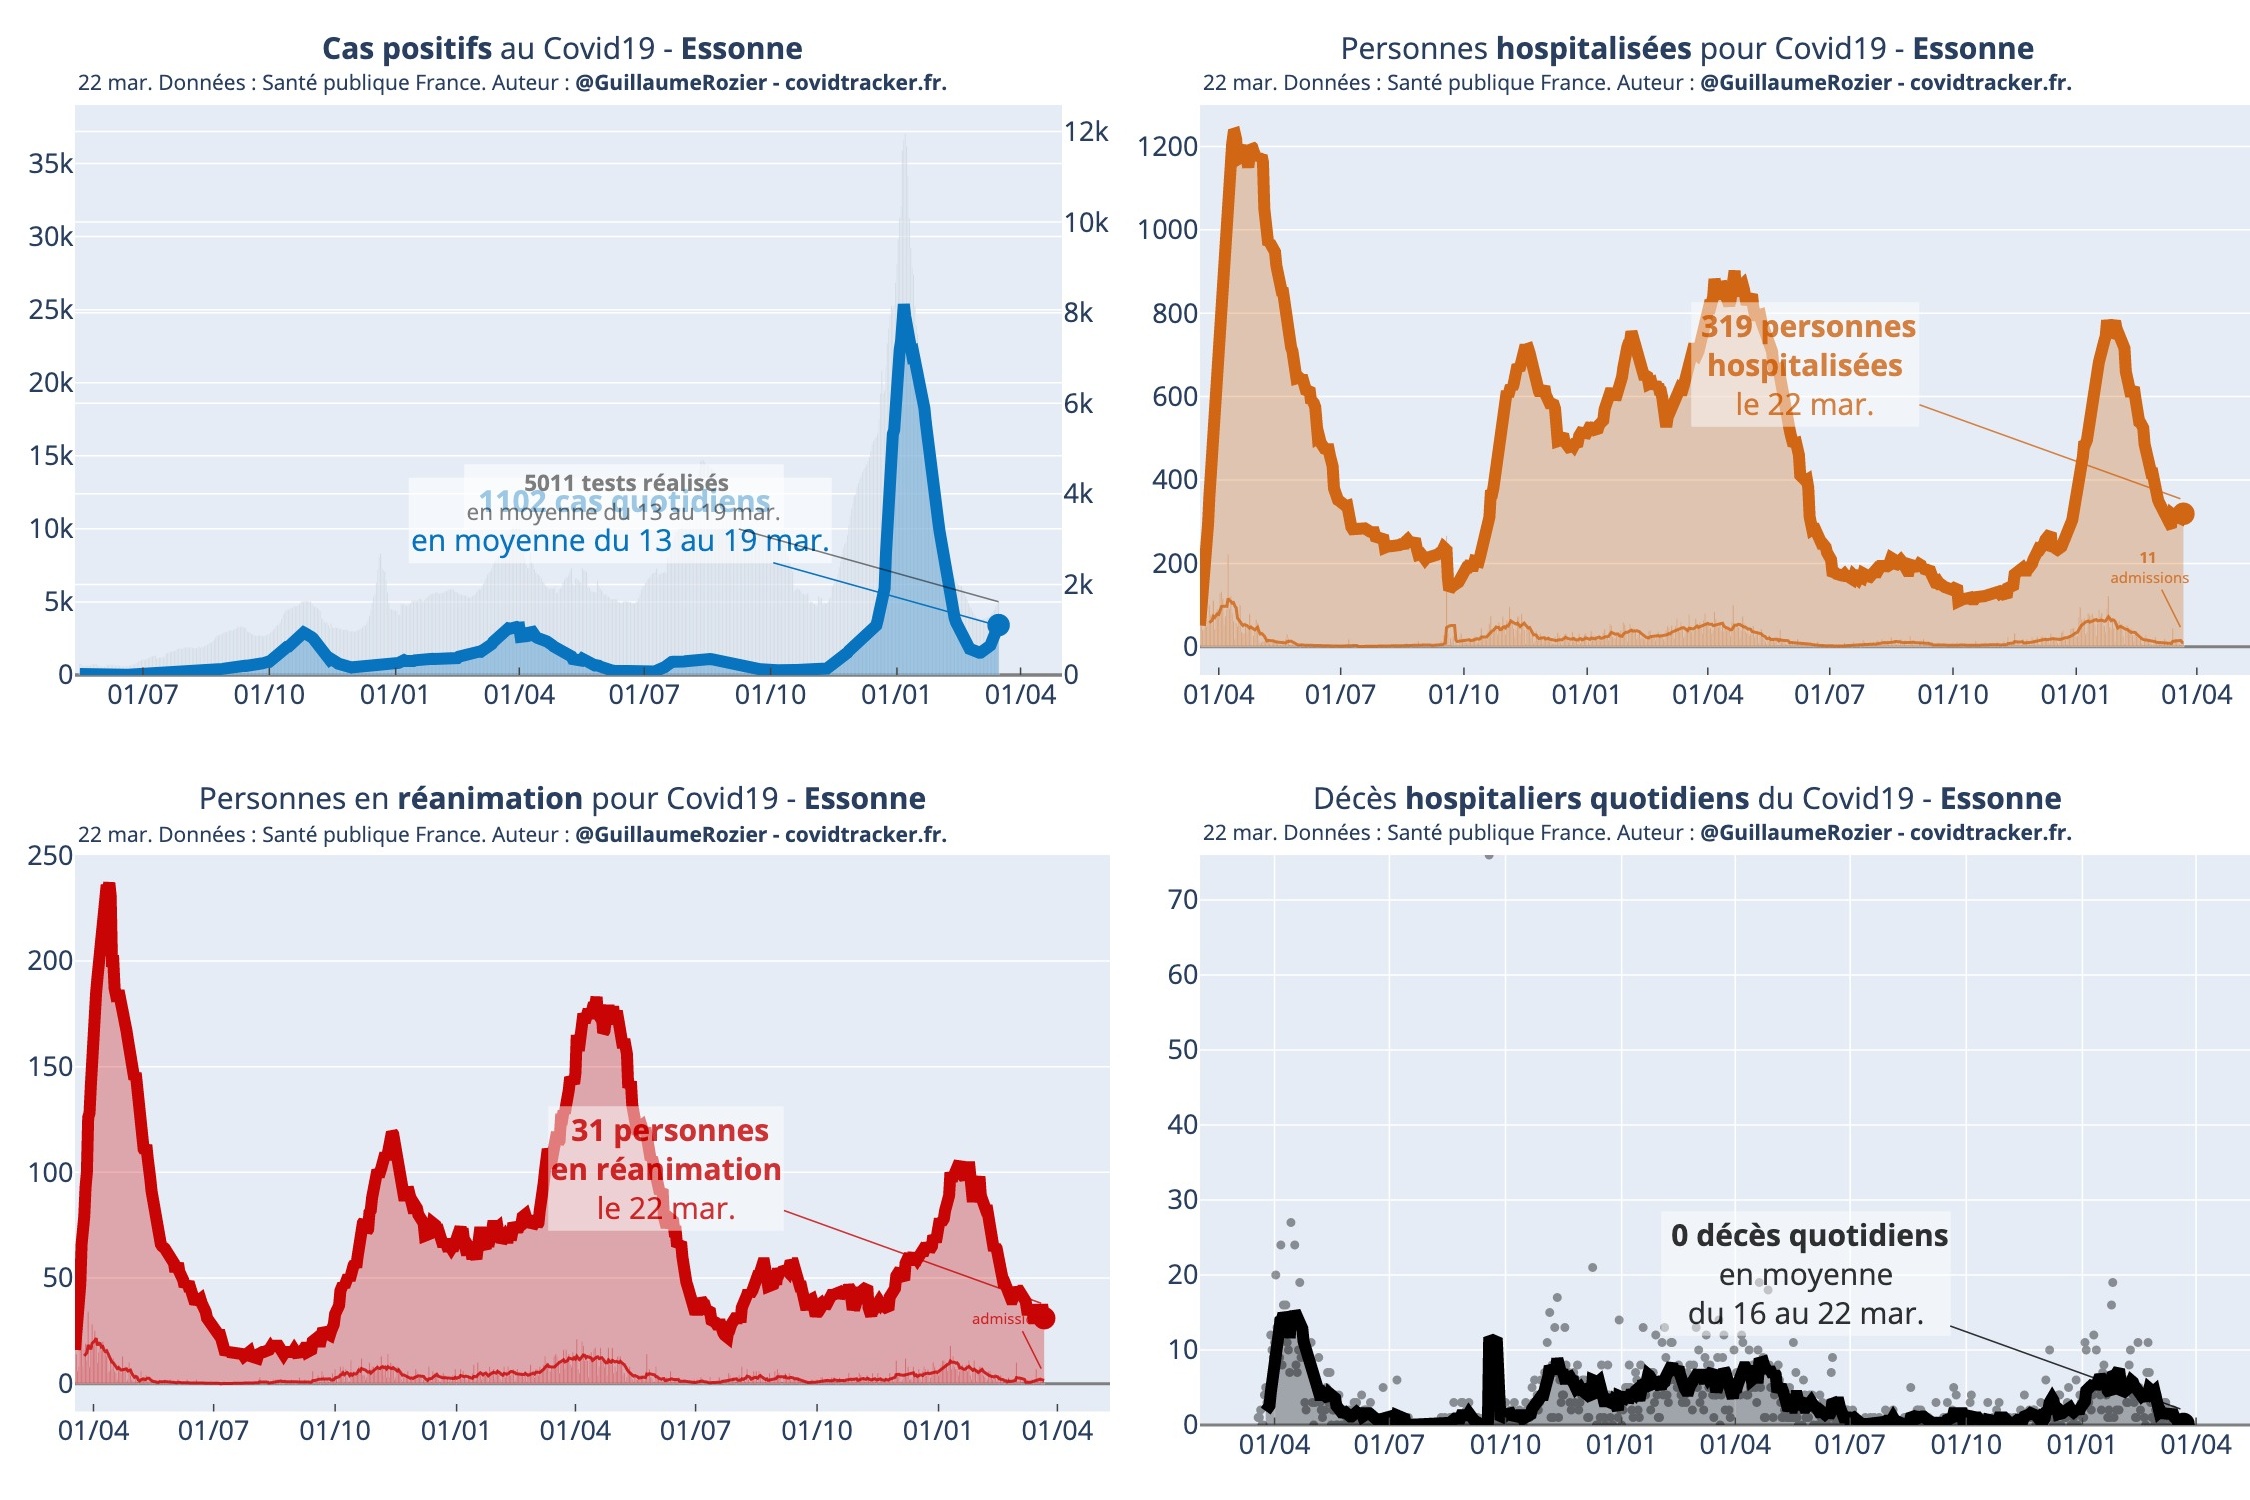 Cas positifs au Covid19 - Essonne
22 mar. Données : Santé publique France. Auteur : @GuillaumeRozier - covidtracker.fr.
35k
30k
25k
20k
15k
10k
5k
0
12k
10k
8k
6k
4k
2k
0
5011 tests réalisés
en moyenne du 13 au 19 mar.
1102 cas quotidiens
en moyenne du 13 au 19 mar.
01/07 01/10 01/01 01/04 01/07 01/10 01/01 01/04
Personnes hospitalisées pour Covid19 - Essonne
22 mar. Données : Santé publique France. Auteur : @GuillaumeRozier - covidtracker.fr.
1200
1000
800
600
400
200
0
319 personnes
hospitalisées
le 22 mar.
11
admissions
01/04 01/07 01/10 01/01 01/04 01/07 01/10 01/01 01/04
Personnes en réanimation pour Covid19 - Essonne
22 mar. Données : Santé publique France. Auteur : @GuillaumeRozier - covidtracker.fr.
250
200
150
100
50
0
31 personnes
en réanimation
le 22 mar.
01/04 01/07 01/10 01/01 01/04 01/07 01/10 01/01 01/04
Décès hospitaliers quotidiens du Covid19 - Essonne
22 mar. Données : Santé publique France. Auteur : @GuillaumeRozier - covidtracker.fr.
70
60
50
40
30
20
10
0
0 décès quotidiens
en moyenne
du 16 au 22 mar.
01/04 01/07 01/10 01/01 01/04 01/07 01/10 01/01 01/04